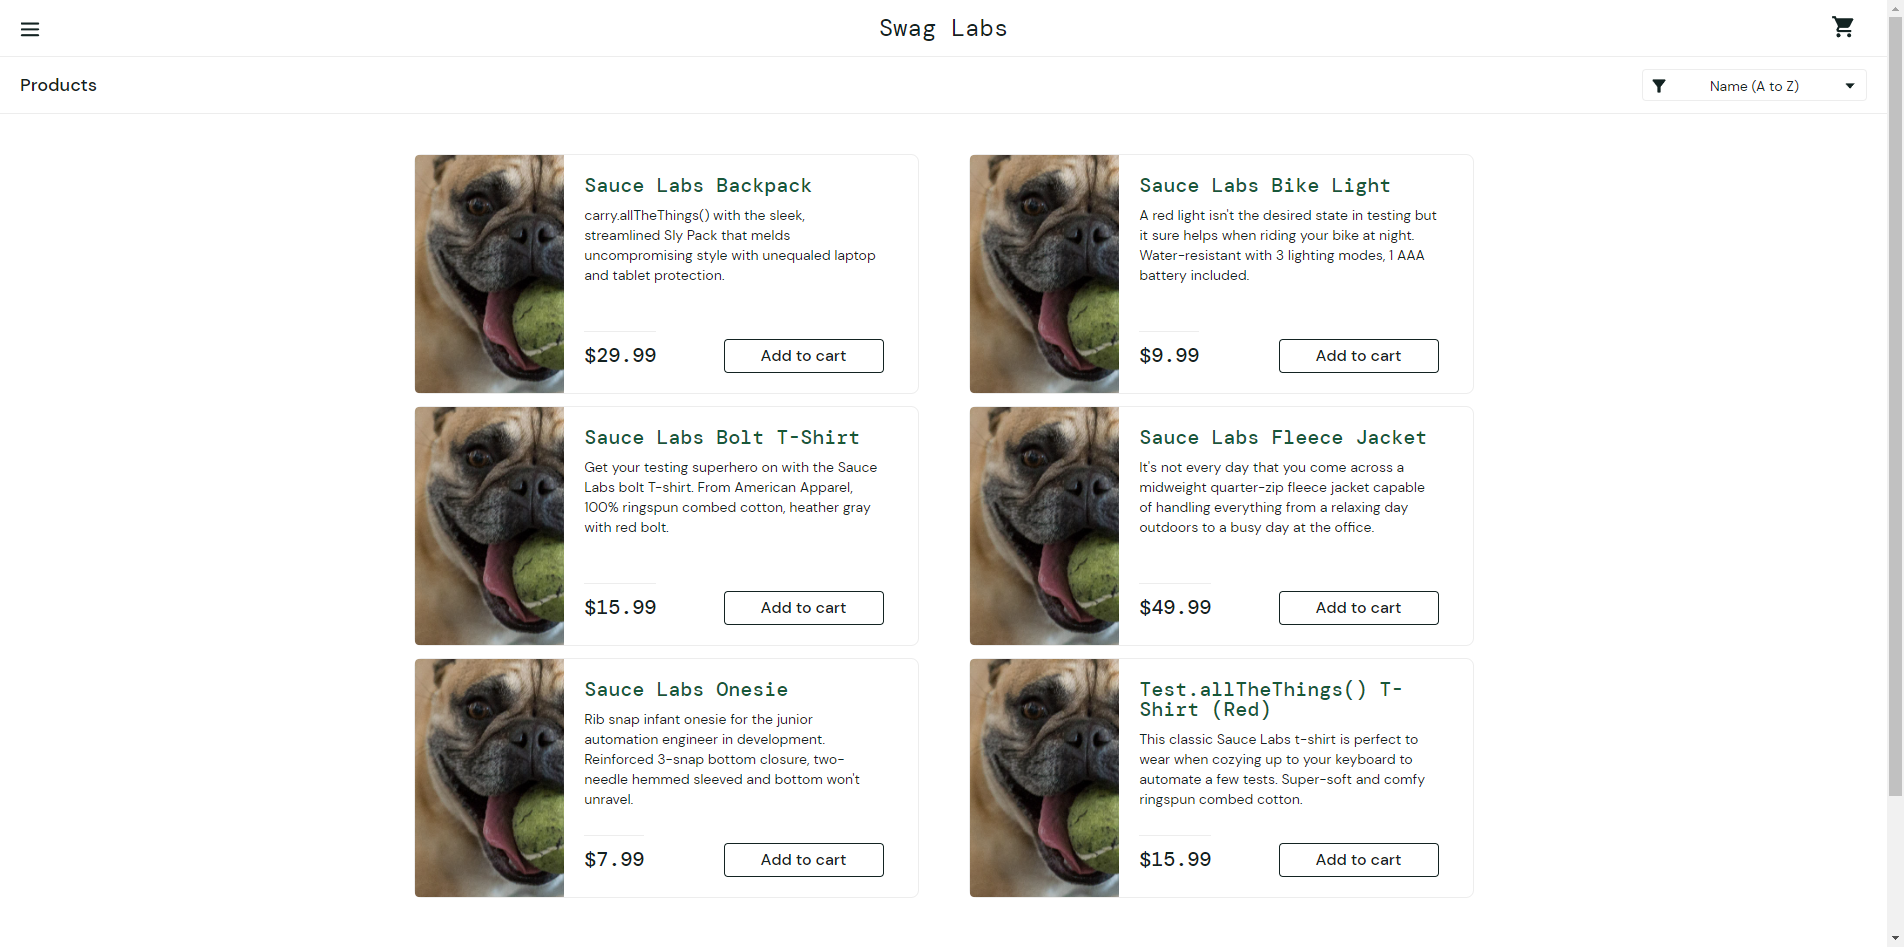 Swag Labs
Products
Name (A to Z)
Sauce Labs Backpack
carry.allTheThings() with the sleek,
streamlined Sly Pack that melds
uncompromising style with unequaled laptop
and tablet protection.
$29.99
Add to cart
Sauce Labs Bike Light
A red light isn't the desired state in testing but
it sure helps when riding your bike at night.
Water-resistant with 3 lighting modes, 1 AAA
battery included.
$9.99
Add to cart
Sauce Labs Bolt T-Shirt
Get your testing superhero on with the Sauce
Labs bolt T-shirt. From American Apparel,
100% ringspun combed cotton, heather gray
with red bolt.
$15.99
Add to cart
Sauce Labs Fleece Jacket
It's not every day that you come across a
midweight quarter-zip fleece jacket capable
of handling everything from a relaxing day
outdoors to a busy day at the office.
$49.99
Add to cart
Sauce Labs Onesie
Rib snap infant onesie for the junior
automation engineer in development.
Reinforced 3-snap bottom closure, two-
needle hemmed sleeved and bottom won't
unravel.
$7.99
Add to cart
Test.allTheThings() T-
Shirt (Red)
This classic Sauce Labs t-shirt is perfect to
wear when cozying up to your keyboard to
automate a few tests. Super-soft and comfy
ringspun combed cotton.
$15.99
Add to cart